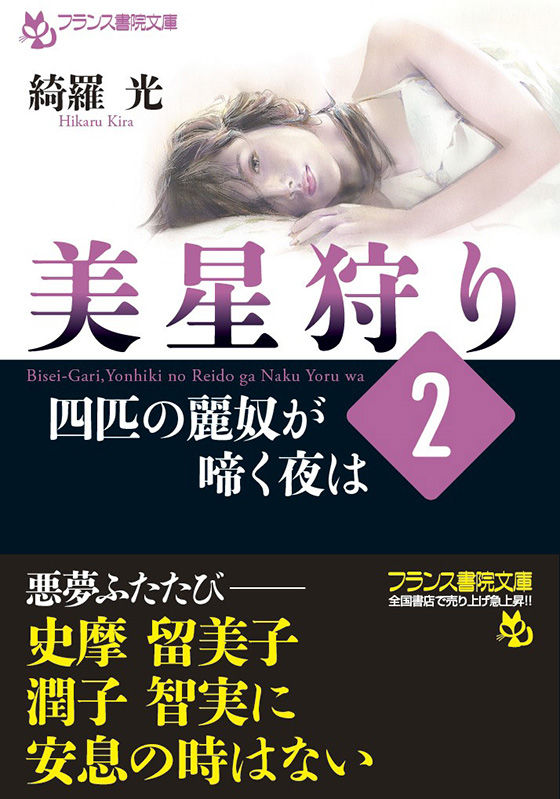 フランス書院文庫
綺羅 光
Hikaru Kira
美星狩り
Bisei-Gari,Yonhiki no Reido ga Naku Yoru wa
2
四匹の麗奴が
啼く夜は
悪夢ふたたび――
史摩 留美子
潤子 智実に
安息の時はない
フランス書院文庫
全国書店で売り上げ急上昇!!